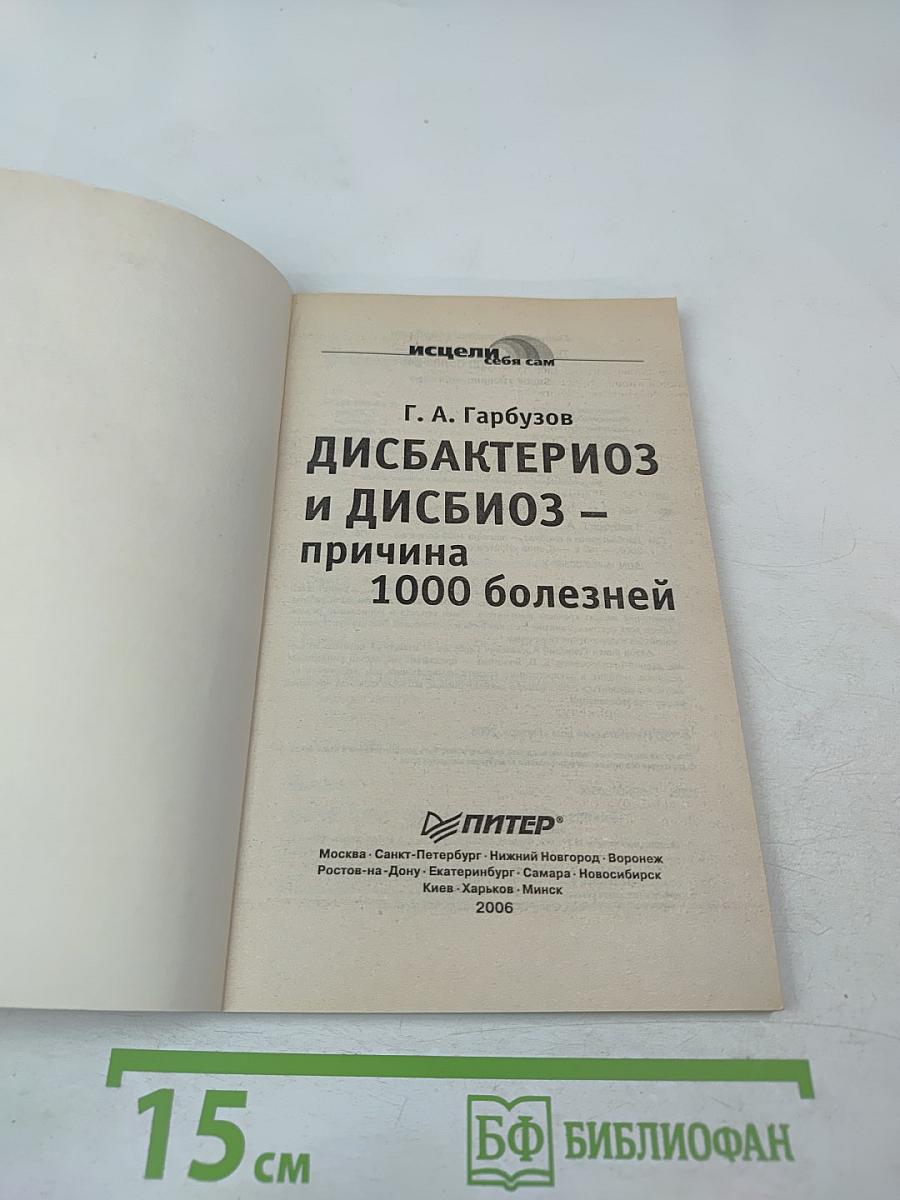 исцели
себя сам
Г. А. Гарбузов
ДИСБАКТЕРИОЗ
и ДИСБИОЗ –
причина
1000 болезней
ПИТЕР®
Москва · Санкт-Петербург · Нижний Новгород · Воронеж
Ростов-на-Дону · Екатеринбург · Самара · Новосибирск
Киев · Харьков · Минск
2006
15 см
БФ БИБЛИОФАН